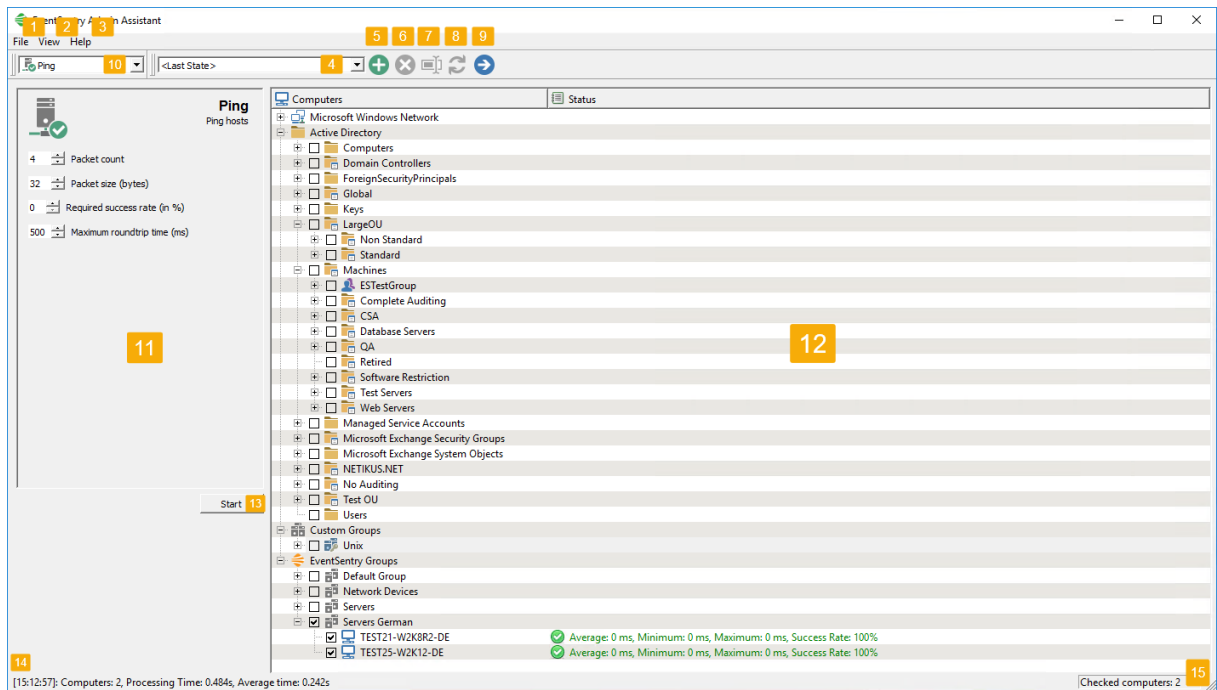 EventSentry Admin Assistant
1 2 3
File View Help
5 6 7 8 9
Ping 10 <Last State> 4
Ping
Ping hosts
4 Packet count
32 Packet size (bytes)
0 Required success rate (in %)
500 Maximum roundtrip time (ms)
11
Start 13
Computers Status
Microsoft Windows Network
Active Directory
Computers
Domain Controllers
ForeignSecurityPrincipals
Global
Keys
LargeOU
Non Standard
Standard
Machines
ESTestGroup
Complete Auditing
CSA
Database Servers
12
QA
Retired
Software Restriction
Test Servers
Web Servers
Managed Service Accounts
Microsoft Exchange Security Groups
Microsoft Exchange System Objects
NETIKUS.NET
No Auditing
Test OU
Users
Custom Groups
Unix
EventSentry Groups
Default Group
Network Devices
Servers
Servers German
TEST21-W2K8R2-DE Average: 0 ms, Minimum: 0 ms, Maximum: 0 ms, Success Rate: 100%
TEST25-W2K12-DE Average: 0 ms, Minimum: 0 ms, Maximum: 0 ms, Success Rate: 100%
14
15
[15:12:57]: Computers: 2, Processing Time: 0.484s, Average time: 0.242s
Checked computers: 2